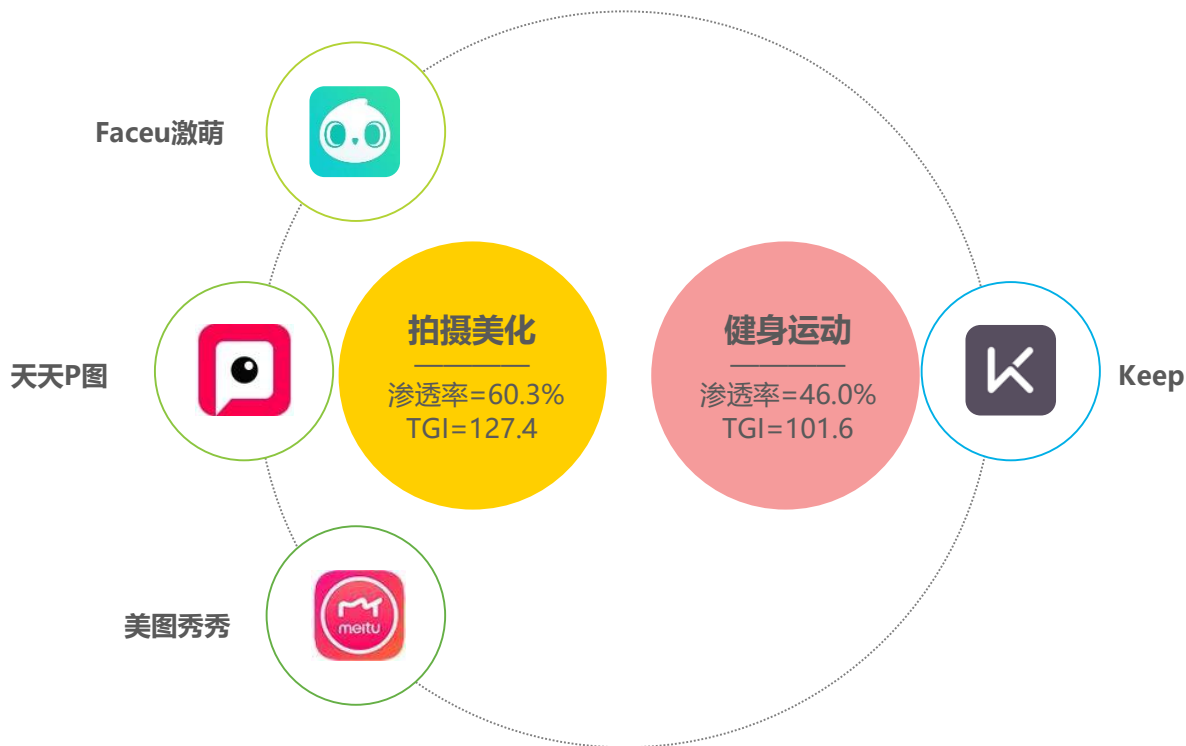 Faceu激萌
天天P图
拍摄美化
渗透率=60.3%
TGI=127.4
健身运动
渗透率=46.0%
TGI=101.6
Keep
美图秀秀
meitu